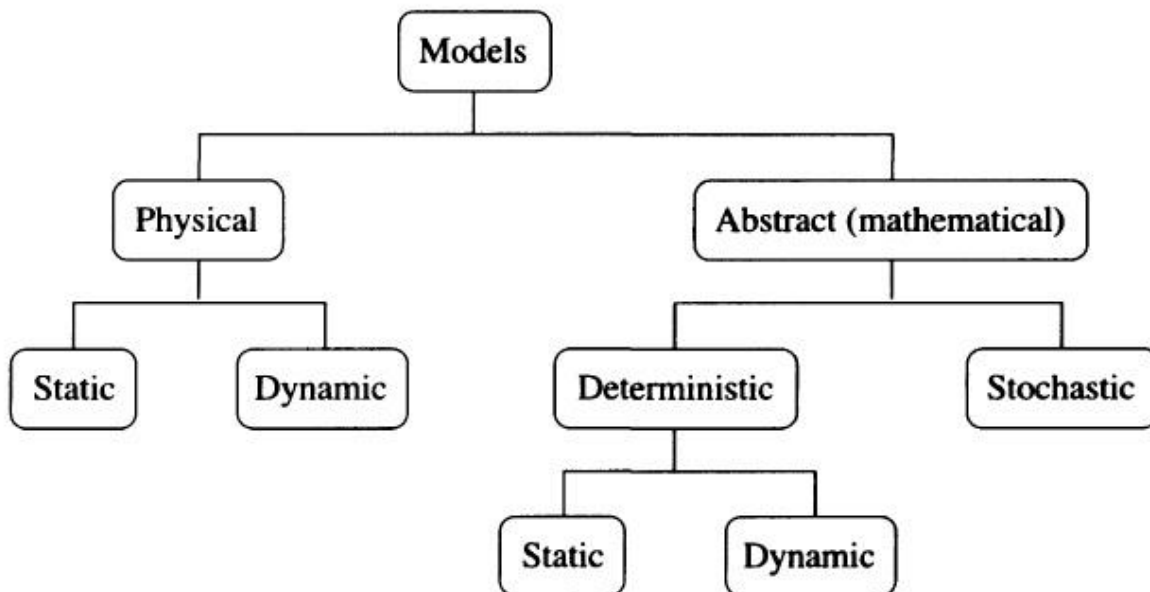 Models
Physical
Abstract (mathematical)
Static
Dynamic
Deterministic
Stochastic
Static
Dynamic